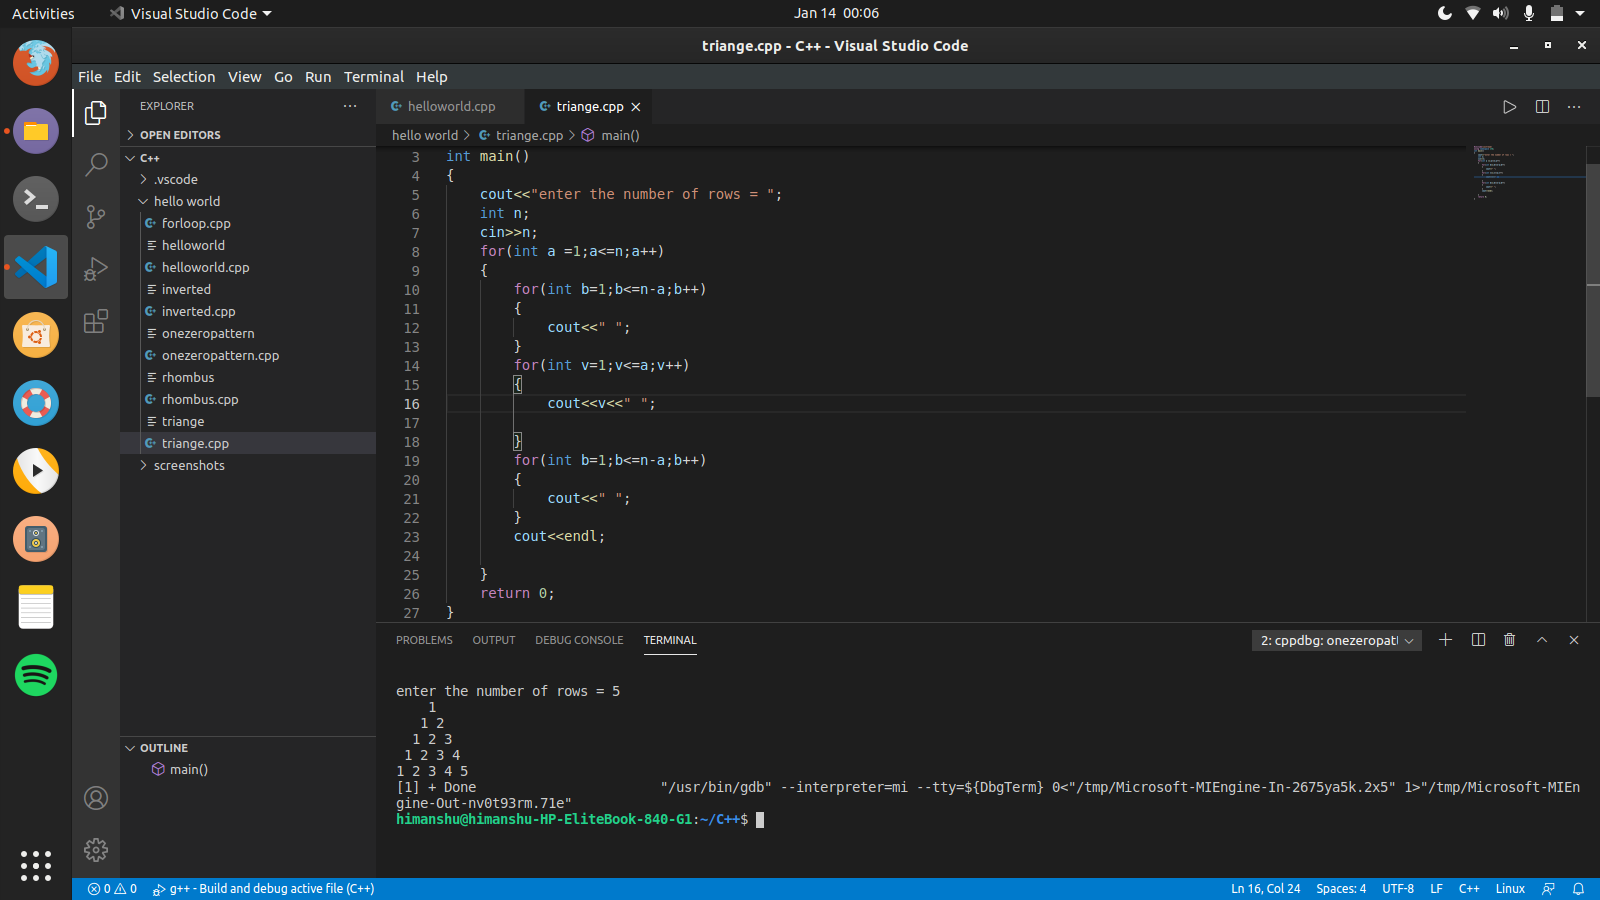 Activities Visual Studio Code Jan 14 00:06
triange.cpp - C++ - Visual Studio Code
File Edit Selection View Go Run Terminal Help
EXPLORER
OPEN EDITORS
C++
.vscode
hello world
forloop.cpp
helloworld
helloworld.cpp
inverted
inverted.cpp
onezeropattern
onezeropattern.cpp
rhombus
rhombus.cpp
triange
triange.cpp
screenshots
OUTLINE
main()
helloworld.cpp triange.cpp
hello world > triange.cpp > main()
3 int main()
4 {
5 cout<<"enter the number of rows = ";
6 int n;
7 cin>>n;
8 for(int a =1;a<=n;a++)
9 {
10 for(int b=1;b<=n-a;b++)
11 {
12 cout<<" ";
13 }
14 for(int v=1;v<=a;v++)
15 {
16 cout<<v<<" ";
17
18 }
19 for(int b=1;b<=n-a;b++)
20 {
21 cout<<" ";
22 }
23 cout<<endl;
24
25 }
26 return 0;
27 }
PROBLEMS OUTPUT DEBUG CONSOLE TERMINAL 2: cppdbg: onezeropat
enter the number of rows = 5
1
1 2
1 2 3
1 2 3 4
1 2 3 4 5
[1] + Done "/usr/bin/gdb" --interpreter=mi --tty=${DbgTerm} 0<"/tmp/Microsoft-MIEngine-In-2675ya5k.2x5" 1>"/tmp/Microsoft-MIEn
gine-Out-nv0t93rm.71e"
himanshu@himanshu-HP-EliteBook-840-G1:~/C++$
0 0 g++ - Build and debug active file (C++) Ln 16, Col 24 Spaces: 4 UTF-8 LF C++ Linux